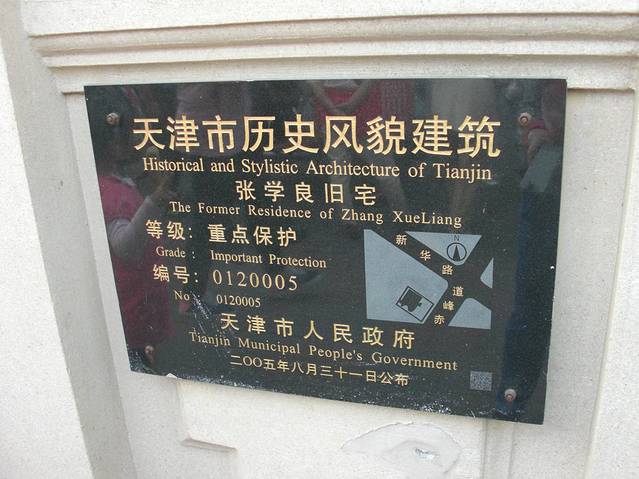 天津市历史风貌建筑
Historical and Stylistic Architecture of Tianjin
张学良旧宅
The Former Residence of Zhang XueLiang
等级：重点保护
Grade： Important Protection
编号：0120005
No 0120005
N
新华路
赤峰道
天津市人民政府
Tianjin Municipal People's Government
二〇〇五年八月三十一日公布